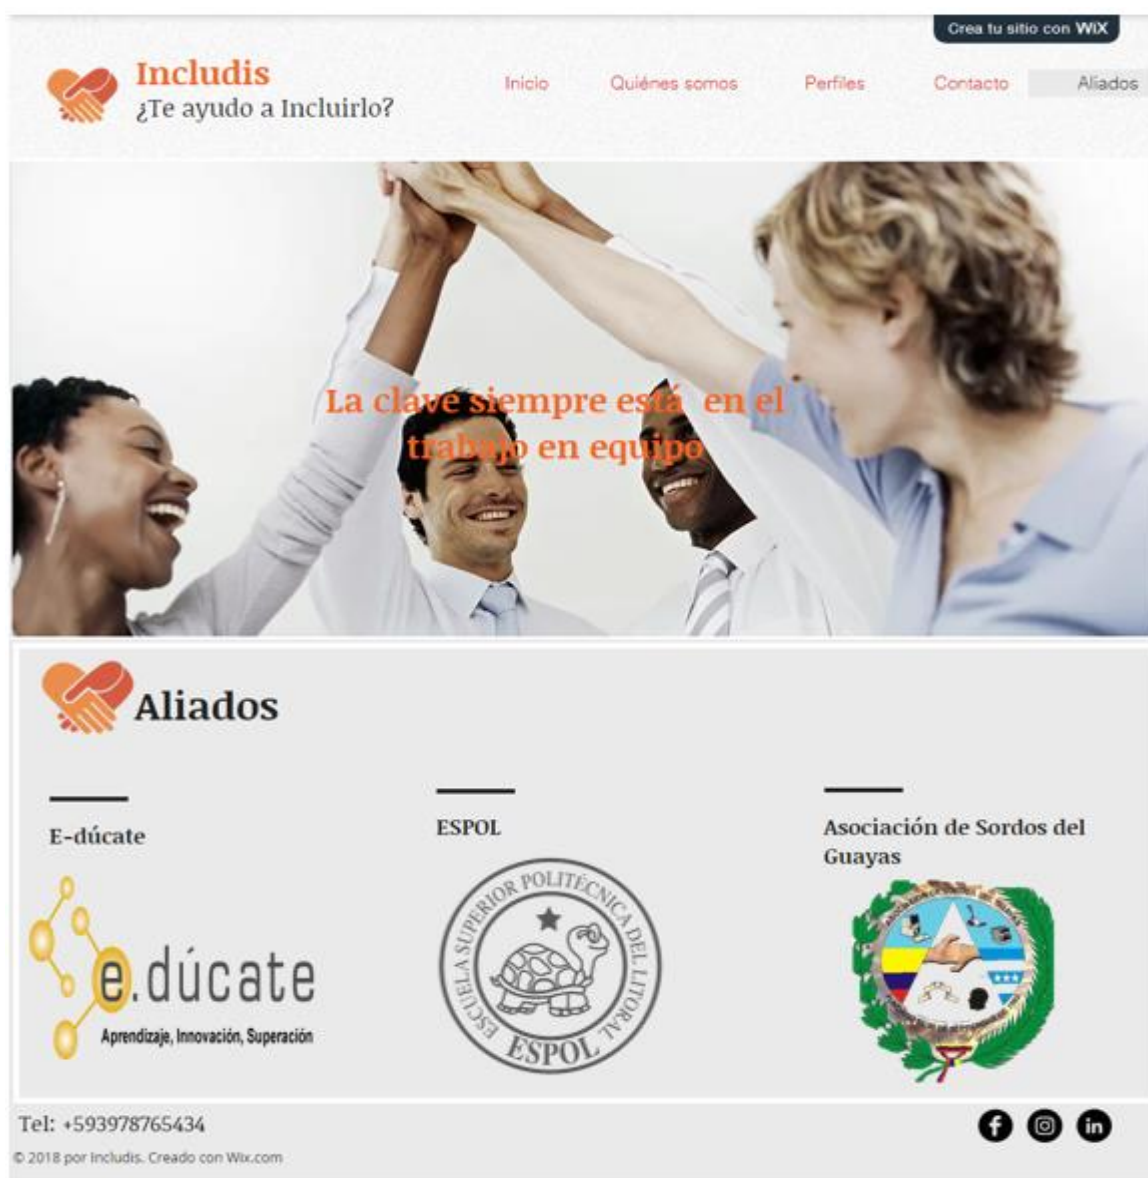 Crea tu sitio con WiX
Includis
¿Te ayudo a Incluirlo?
Inicio
Quiénes somos
Perfiles
Contacto
Aliados
La clave siempre está en el
trabajo en equipo
Aliados
E-dúcate
ESPOL
Asociación de Sordos del
Guayas
e.dúcate
Aprendizaje, Innovación, Superación
ESCUELA SUPERIOR POLITÉCNICA DEL LITORAL
ESPOL
Tel: +593978765434
© 2018 por Includis. Creado con Wix.com